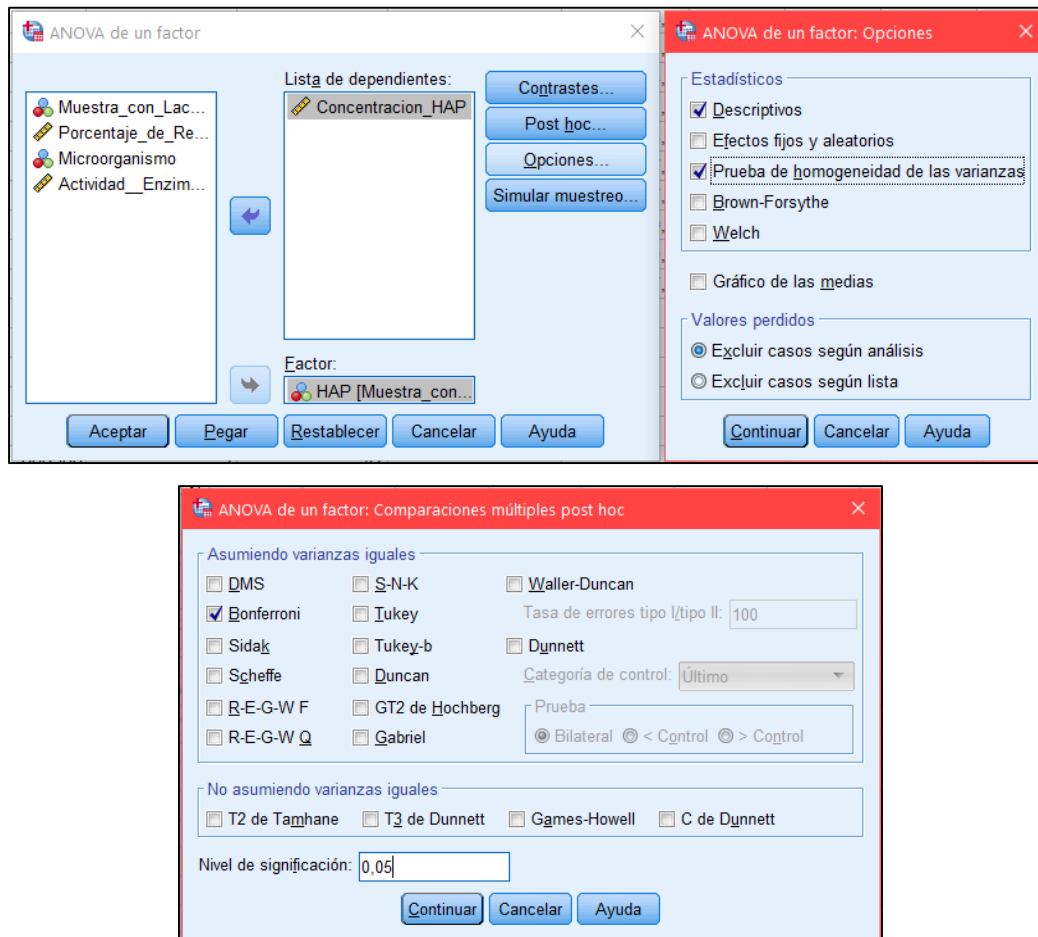 ANOVA de un factor
Lista de dependientes:
Muestra_con_Lac...
Porcentaje_de_Re...
Microorganismo
Actividad__Enzim...
Concentracion_HAP
Contrastes...
Post hoc...
Opciones...
Simular muestreo...
Factor:
HAP [Muestra_con...
Aceptar Pegar Restablecer Cancelar Ayuda
ANOVA de un factor: Opciones
Estadísticos
Descriptivos
Efectos fijos y aleatorios
Prueba de homogeneidad de las varianzas
Brown-Forsythe
Welch
Gráfico de las medias
Valores perdidos
Excluir casos según análisis
Excluir casos según lista
Continuar Cancelar Ayuda
ANOVA de un factor: Comparaciones múltiples post hoc
Asumiendo varianzas iguales
DMS S-N-K Waller-Duncan
Bonferroni Tukey Tasa de errores tipo I/tipo II: 100
Sidak Tukey-b Dunnett
Scheffe Duncan Categoría de control: Último
R-E-G-W F GT2 de Hochberg Prueba
R-E-G-W Q Gabriel Bilateral < Control > Control
No asumiendo varianzas iguales
T2 de Tamhane T3 de Dunnett Games-Howell C de Dunnett
Nivel de significación: 0,05
Continuar Cancelar Ayuda